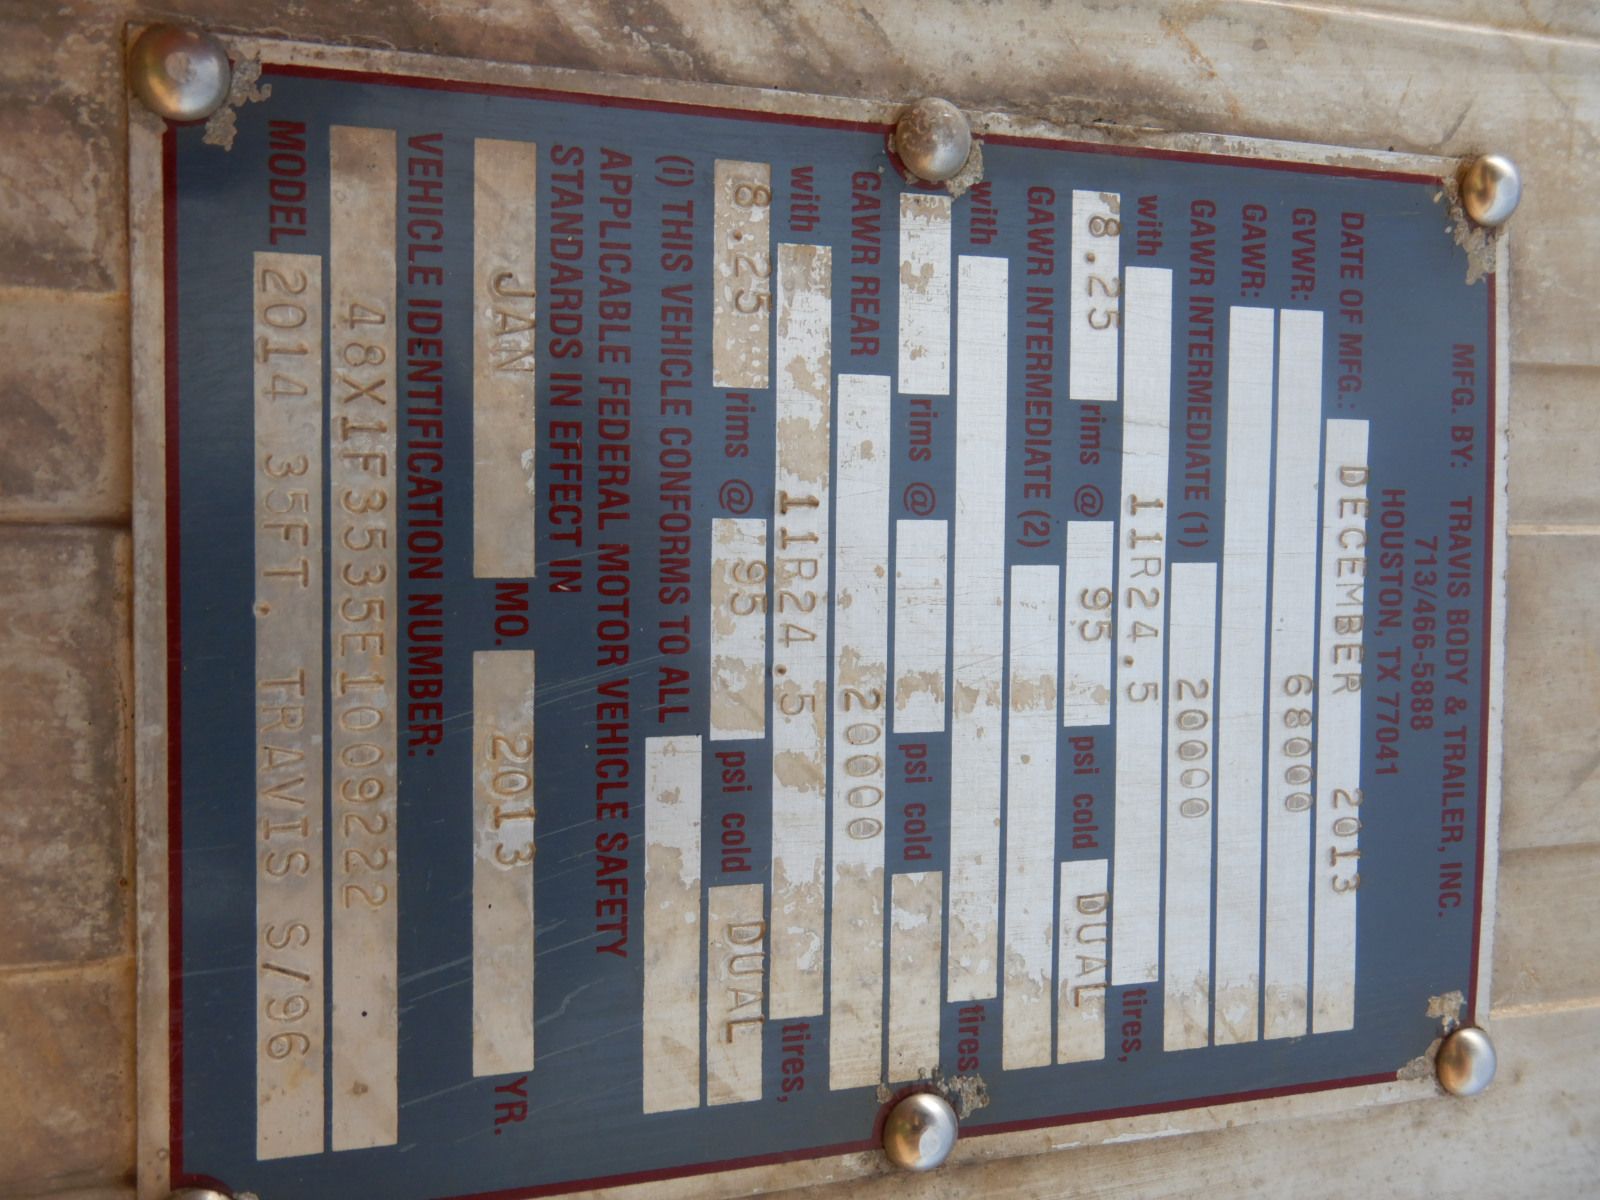 MFG. BY: TRAVIS BODY & TRAILER, INC.
713/466-5888
HOUSTON, TX 77041
DATE OF MFG.: DECEMBER 2013
GVWR: 68000
GAWR:
GAWR INTERMEDIATE (1) 20000
with 11R24.5 tires,
8.25 rims @ 95 psi cold DUAL
GAWR INTERMEDIATE (2)
with tires,
rims @ psi cold
GAWR REAR 20000
with 11R24.5 tires,
8.25 rims @ 95 psi cold DUAL
(i) THIS VEHICLE CONFORMS TO ALL
APPLICABLE FEDERAL MOTOR VEHICLE SAFETY
STANDARDS IN EFFECT IN
JAN MO. 2013 YR.
VEHICLE IDENTIFICATION NUMBER:
48X1F3535E1009222
MODEL 2014 35FT. TRAVIS S/96